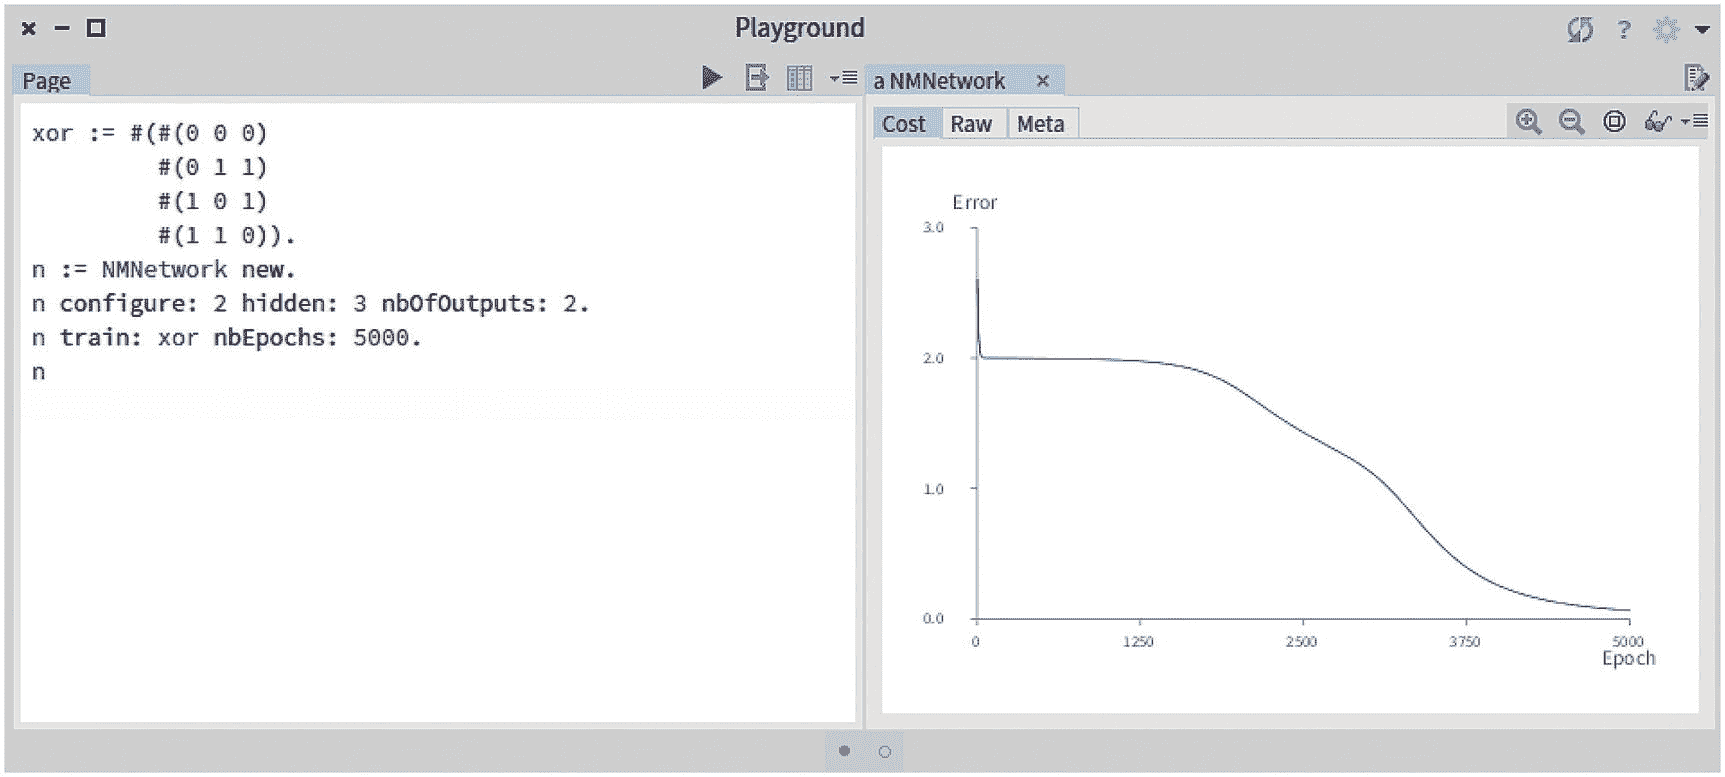 Playground
?
Page
xor := #(#(0 0 0)
#(0 1 1)
#(1 0 1)
#(1 1 0)).
n := NMNetwork new.
n configure: 2 hidden: 3 nbOfOutputs: 2.
n train: xor nbEpochs: 5000.
n
a NMNetwork
Cost Raw Meta
Error
3.0
2.0
1.0
0.0
0 1250 2500 3750 5000
Epoch